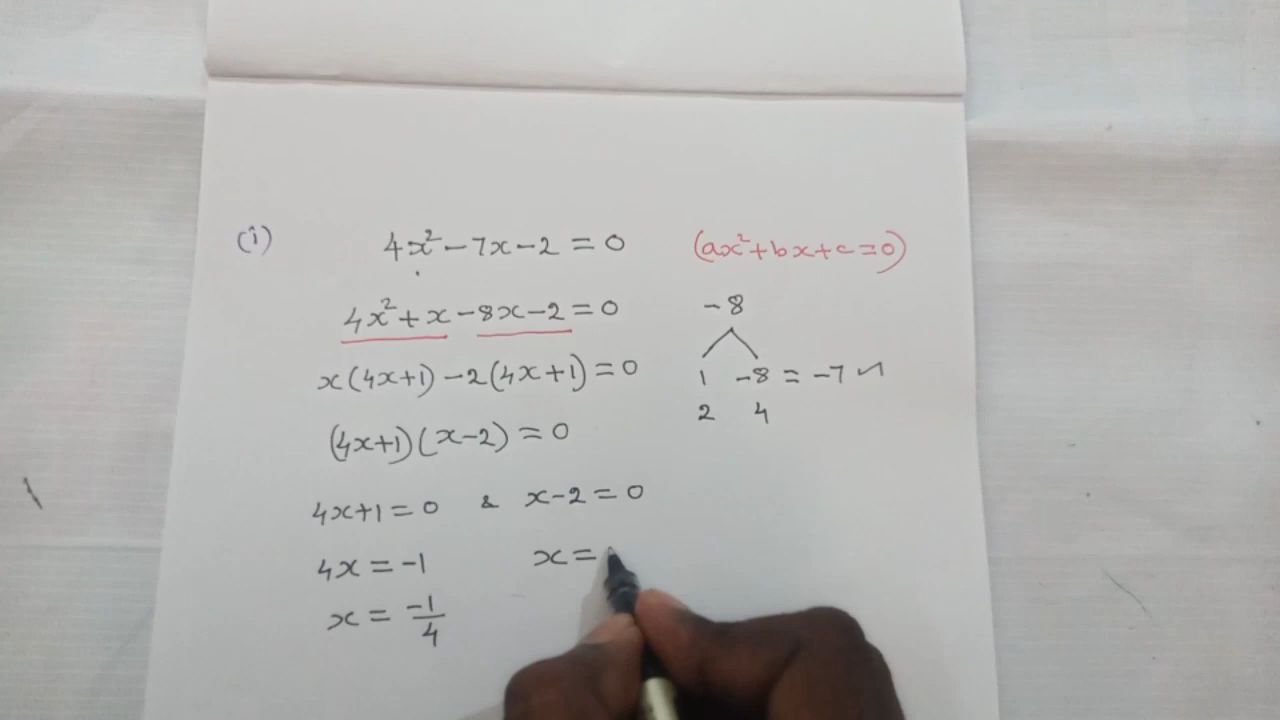 (i) 4x² − 7x − 2 = 0 (ax² + bx + c = 0)
4x² + x − 8x − 2 = 0 − 8
x(4x+1) − 2(4x+1) = 0 1 −8 = −7 ✓
2 4
(4x+1)(x−2) = 0
4x+1 = 0 & x−2 = 0
4x = −1 x =
x = −1/4